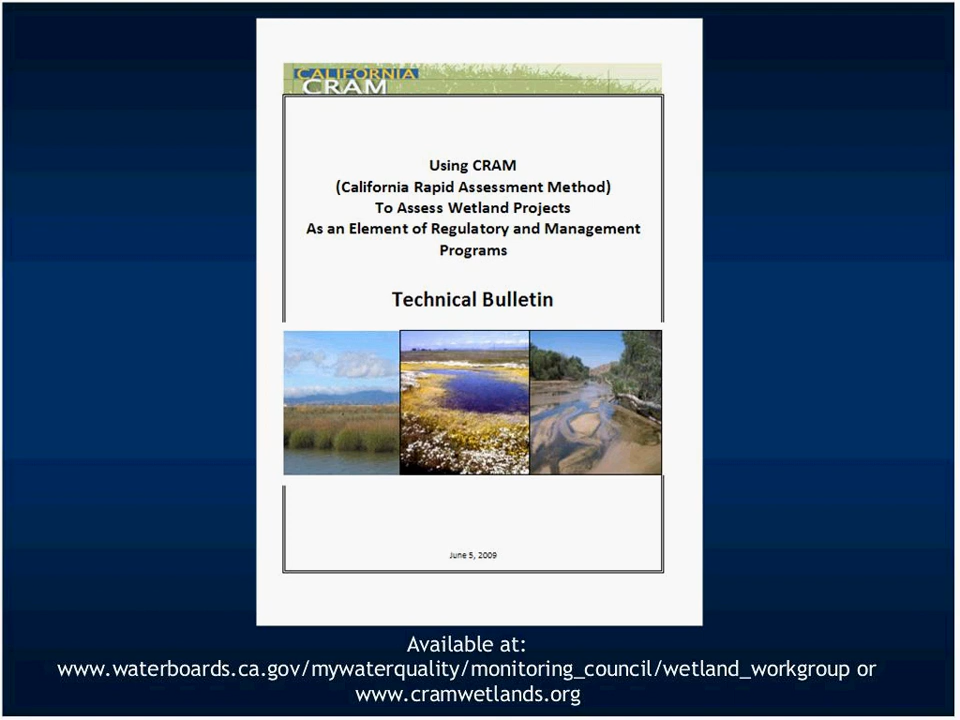 CALIFORNIA
CRAM
Using CRAM
(California Rapid Assessment Method)
To Assess Wetland Projects
As an Element of Regulatory and Management
Programs
Technical Bulletin
June 5, 2009
Available at:
www.waterboards.ca.gov/mywaterquality/monitoring_council/wetland_workgroup or
www.cramwetlands.org